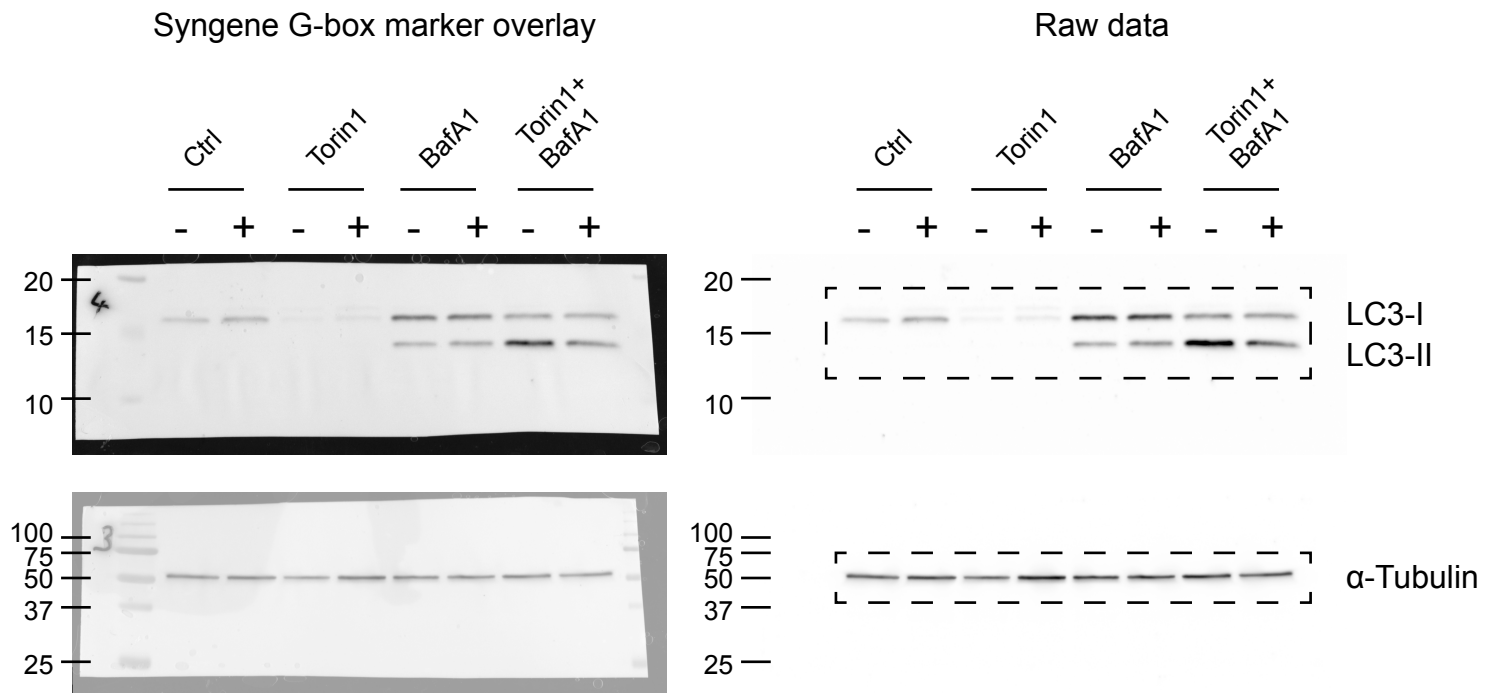 Syngene G-box marker overlay
Raw data
Ctrl
Torin1
BafA1
Torin1+
BafA1
Ctrl
Torin1
BafA1
Torin1+
BafA1
- + - + - + - +
- + - + - + - +
20
15
10
4
20
15
10
LC3-I
LC3-II
100
75
50
37
25
3
100
75
50
37
25
α-Tubulin